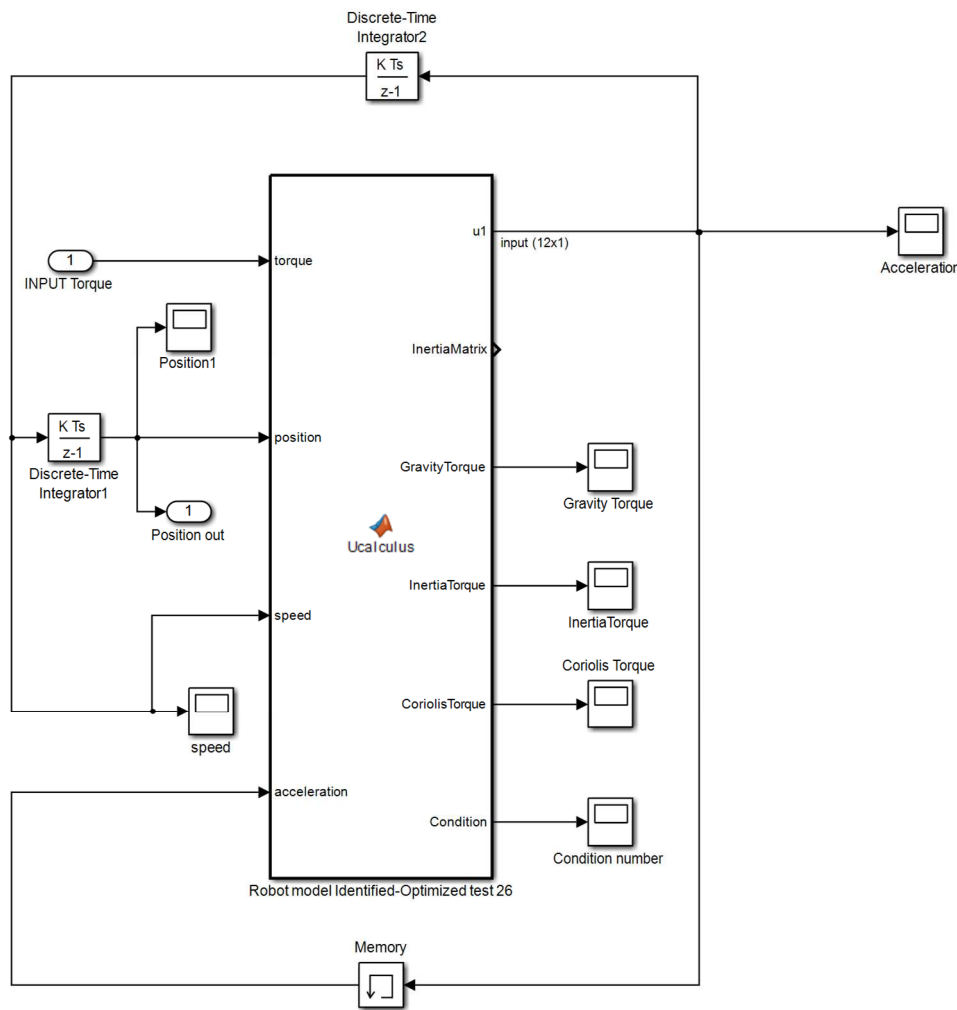 Discrete-Time
Integrator2
K Ts
z-1
u1
input (12x1)
Acceleration
1
INPUT Torque
torque
Position1
InertiaMatrix
K Ts
z-1
Discrete-Time
Integrator1
position
GravityTorque
Gravity Torque
1
Position out
Ucalculus
InertiaTorque
InertiaTorque
speed
Coriolis Torque
CoriolisTorque
speed
acceleration
Condition
Condition number
Robot model Identified-Optimized test 26
Memory